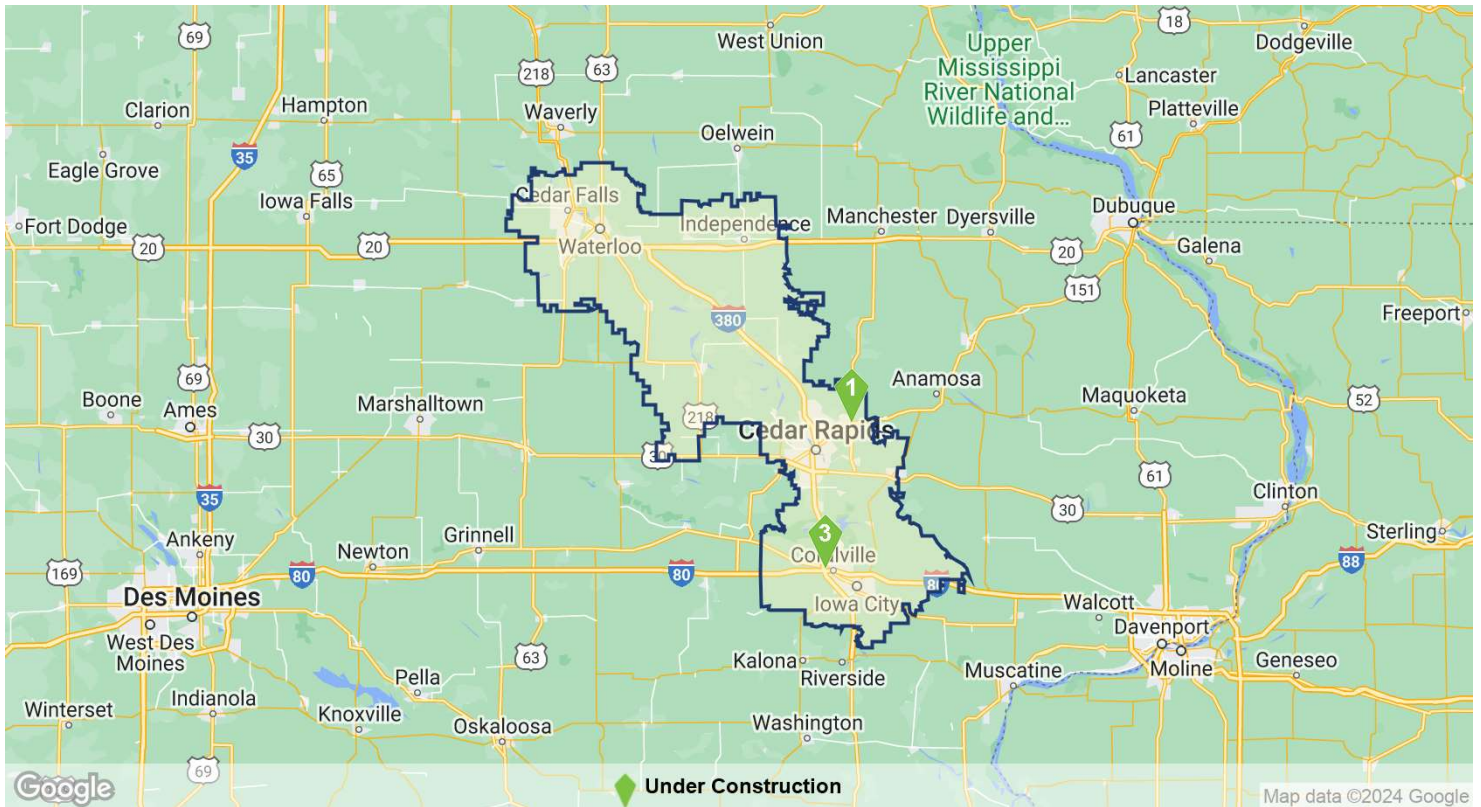 69
18
West Union
Upper
Mississippi
River National
Wildlife and...
Dodgeville
218
63
Lancaster
Clarion
Hampton
Waverly
Platteville
Oelwein
61
Eagle Grove
35
65
Cedar Falls
Iowa Falls
Fort Dodge
20
20
Waterloo
Independence
Manchester
Dyersville
Dubuque
20
Galena
151
380
Freeport
69
1
Anamosa
Boone
Ames
Marshalltown
218
Maquoketa
52
30
Cedar Rapids
30
61
35
30
Clinton
Ankeny
Grinnell
3
Sterling
Newton
Coralville
169
80
80
80
88
Des Moines
Iowa City
Walcott
West Des
Moines
63
Davenport
Kalona
Moline
Geneseo
Pella
Riverside
Muscatine
Indianola
Winterset
Knoxville
Washington
Oskaloosa
69
Google
Under Construction
Map data ©2024 Google